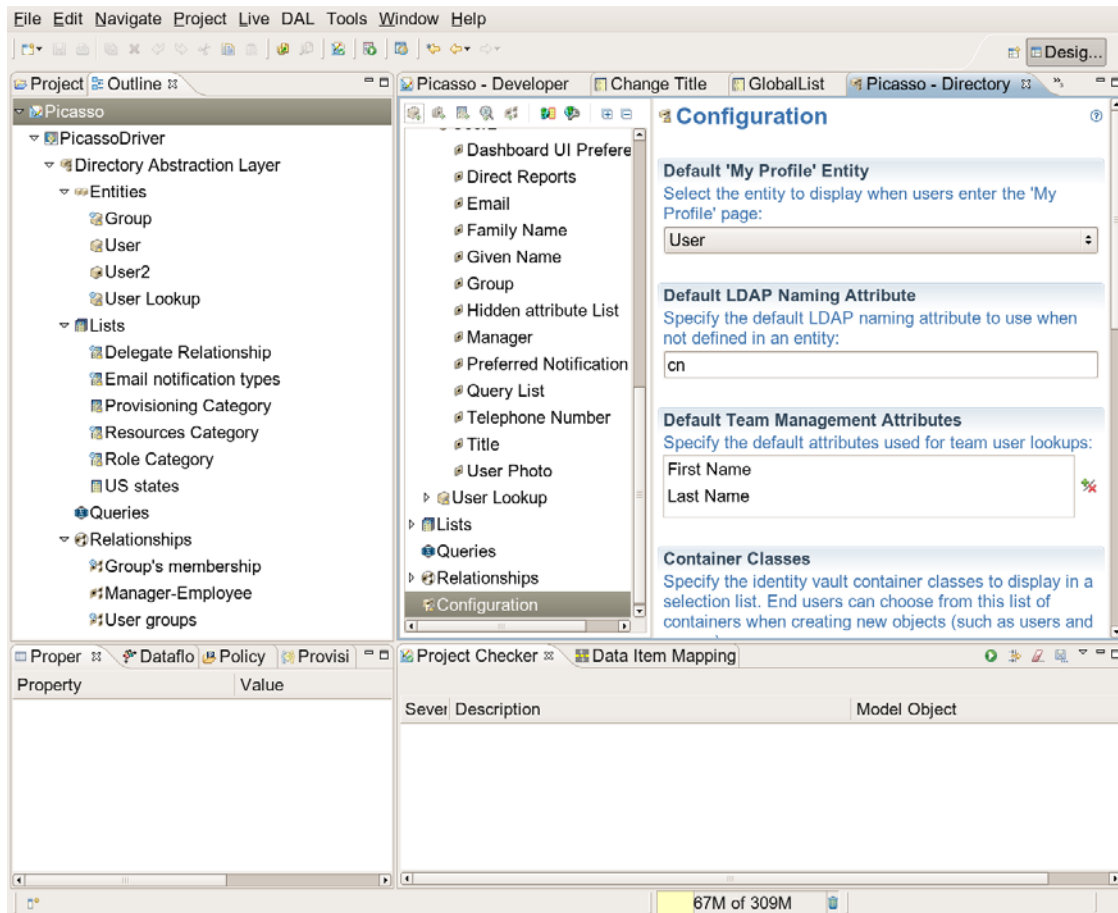 File Edit Navigate Project Live DAL Tools Window Help
Desig...
Project Outline
Picasso
PicassoDriver
Directory Abstraction Layer
Entities
Group
User
User2
User Lookup
Lists
Delegate Relationship
Email notification types
Provisioning Category
Resources Category
Role Category
US states
Queries
Relationships
Group's membership
Manager-Employee
User groups
Picasso - Developer Change Title GlobalList Picasso - Directory
Dashboard UI Prefere
Direct Reports
Email
Family Name
Given Name
Group
Hidden attribute List
Manager
Preferred Notification
Query List
Telephone Number
Title
User Photo
User Lookup
Lists
Queries
Relationships
Configuration
Configuration
Default 'My Profile' Entity
Select the entity to display when users enter the 'My
Profile' page:
User
Default LDAP Naming Attribute
Specify the default LDAP naming attribute to use when
not defined in an entity:
cn
Default Team Management Attributes
Specify the default attributes used for team user lookups:
First Name
Last Name
Container Classes
Specify the identity vault container classes to display in a
selection list. End users can choose from this list of
containers when creating new objects (such as users and
Proper Dataflo Policy Provisi
Property Value
Project Checker Data Item Mapping
Sever Description Model Object
67M of 309M